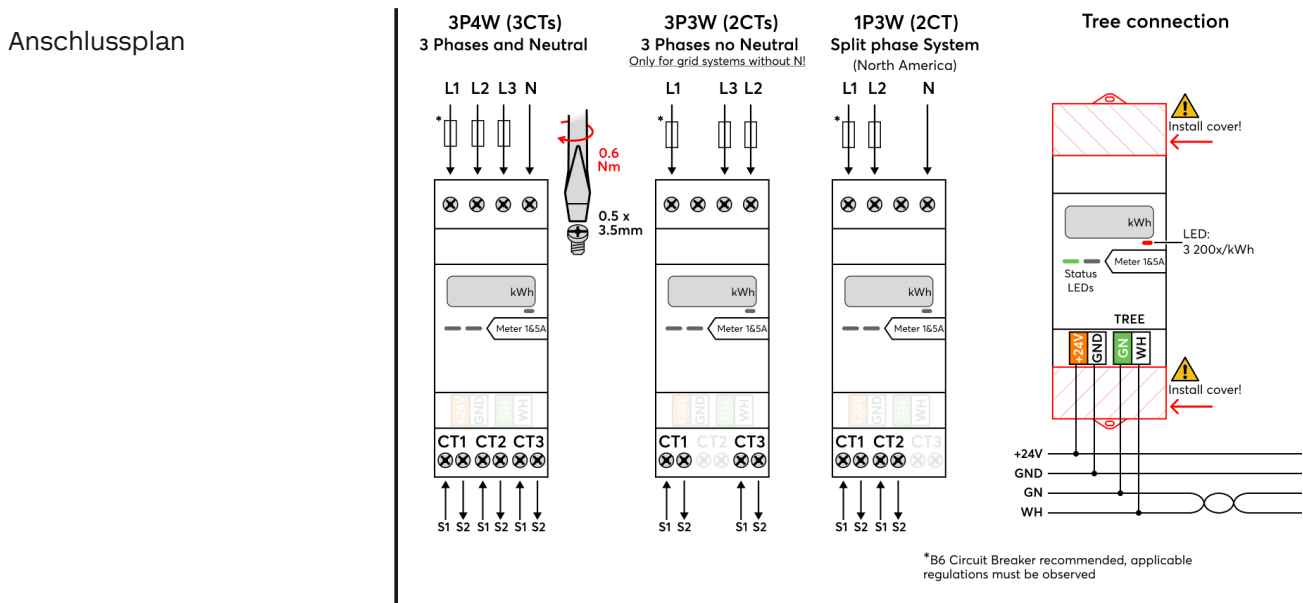 Anschlussplan
3P4W (3CTs)
3 Phases and Neutral
L1 L2 L3 N
*
0.6
Nm
0.5 x
3.5mm
kWh
Meter 1&5A
+24V GND GN WH
CT1 CT2 CT3
S1 S2 S1 S2 S1 S2
3P3W (2CTs)
3 Phases no Neutral
Only for grid systems without N!
L1 L3 L2
*
kWh
Meter 1&5A
+24V GND GN WH
CT1 CT2 CT3
S1 S2 S1 S2
1P3W (2CT)
Split phase System
(North America)
L1 L2 N
*
kWh
Meter 1&5A
+24V GND GN WH
CT1 CT2 CT3
S1 S2 S1 S2
Tree connection
Install cover!
kWh
LED:
3 200x/kWh
Meter 1&5A
Status
LEDs
TREE
+24V GND GN WH
Install cover!
+24V
GND
GN
WH
*B6 Circuit Breaker recommended, applicable
regulations must be observed